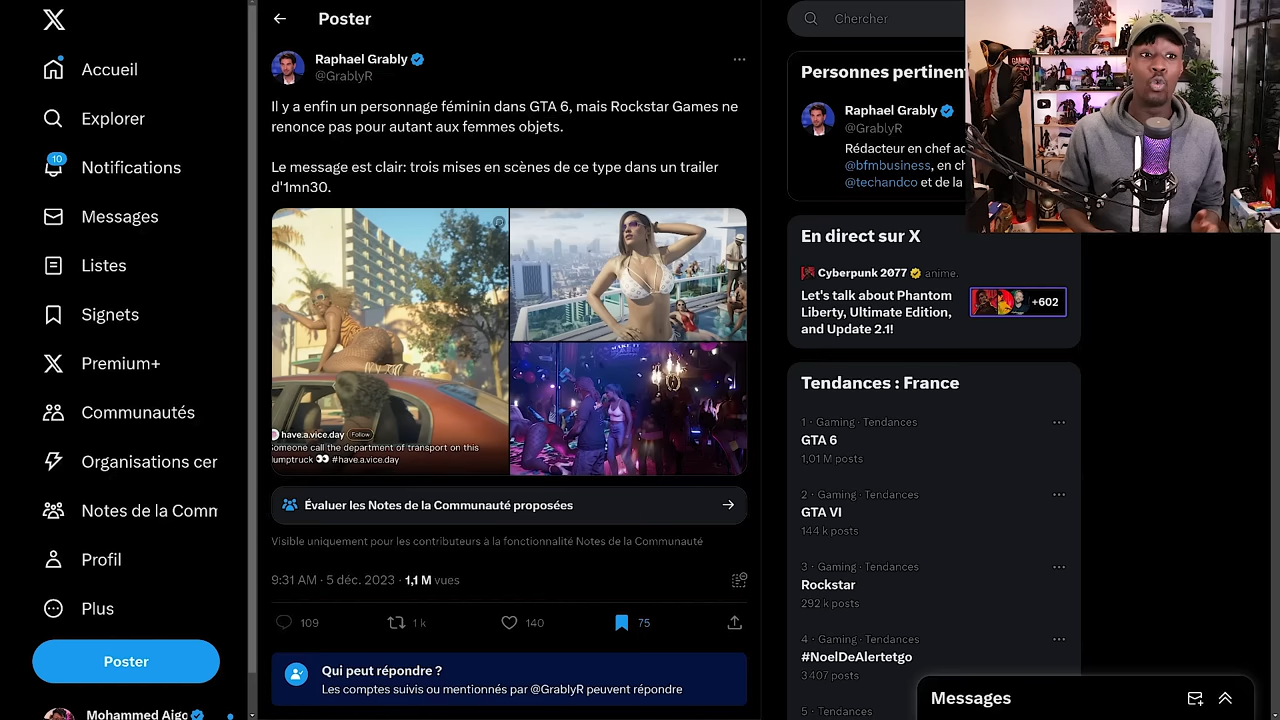 Accueil
Explorer
10
Notifications
Messages
Listes
Signets
Premium+
Communautés
Organisations cer
Notes de la Comm
Profil
Plus
Poster
Mohammed Aigo
Poster
Raphael Grably
@GrablyR
Il y a enfin un personnage féminin dans GTA 6, mais Rockstar Games ne
renonce pas pour autant aux femmes objets.
Le message est clair: trois mises en scènes de ce type dans un trailer
d'1mn30.
have.a.vice.day Follow
Someone call the department of transport on this
dumptruck 👀 #have.a.vice.day
Évaluer les Notes de la Communauté proposées
Visible uniquement pour les contributeurs à la fonctionnalité Notes de la Communauté
9:31 AM · 5 déc. 2023 · 1,1 M vues
109
1 k
140
75
Qui peut répondre ?
Les comptes suivis ou mentionnés par @GrablyR peuvent répondre
Chercher
Personnes pertinen
Raphael Grably
@GrablyR
Rédacteur en chef ac
@bfmbusiness, en ch
@techandco et de la
En direct sur X
Cyberpunk 2077 anime.
Let's talk about Phantom
Liberty, Ultimate Edition,
and Update 2.1!
+602
Tendances : France
1 · Gaming · Tendances
GTA 6
1,01 M posts
2 · Gaming · Tendances
GTA VI
144 k posts
3 · Gaming · Tendances
Rockstar
292 k posts
4 · Gaming · Tendances
#NoelDeAlertetgo
3 407 posts
5 · Tendances
Messages